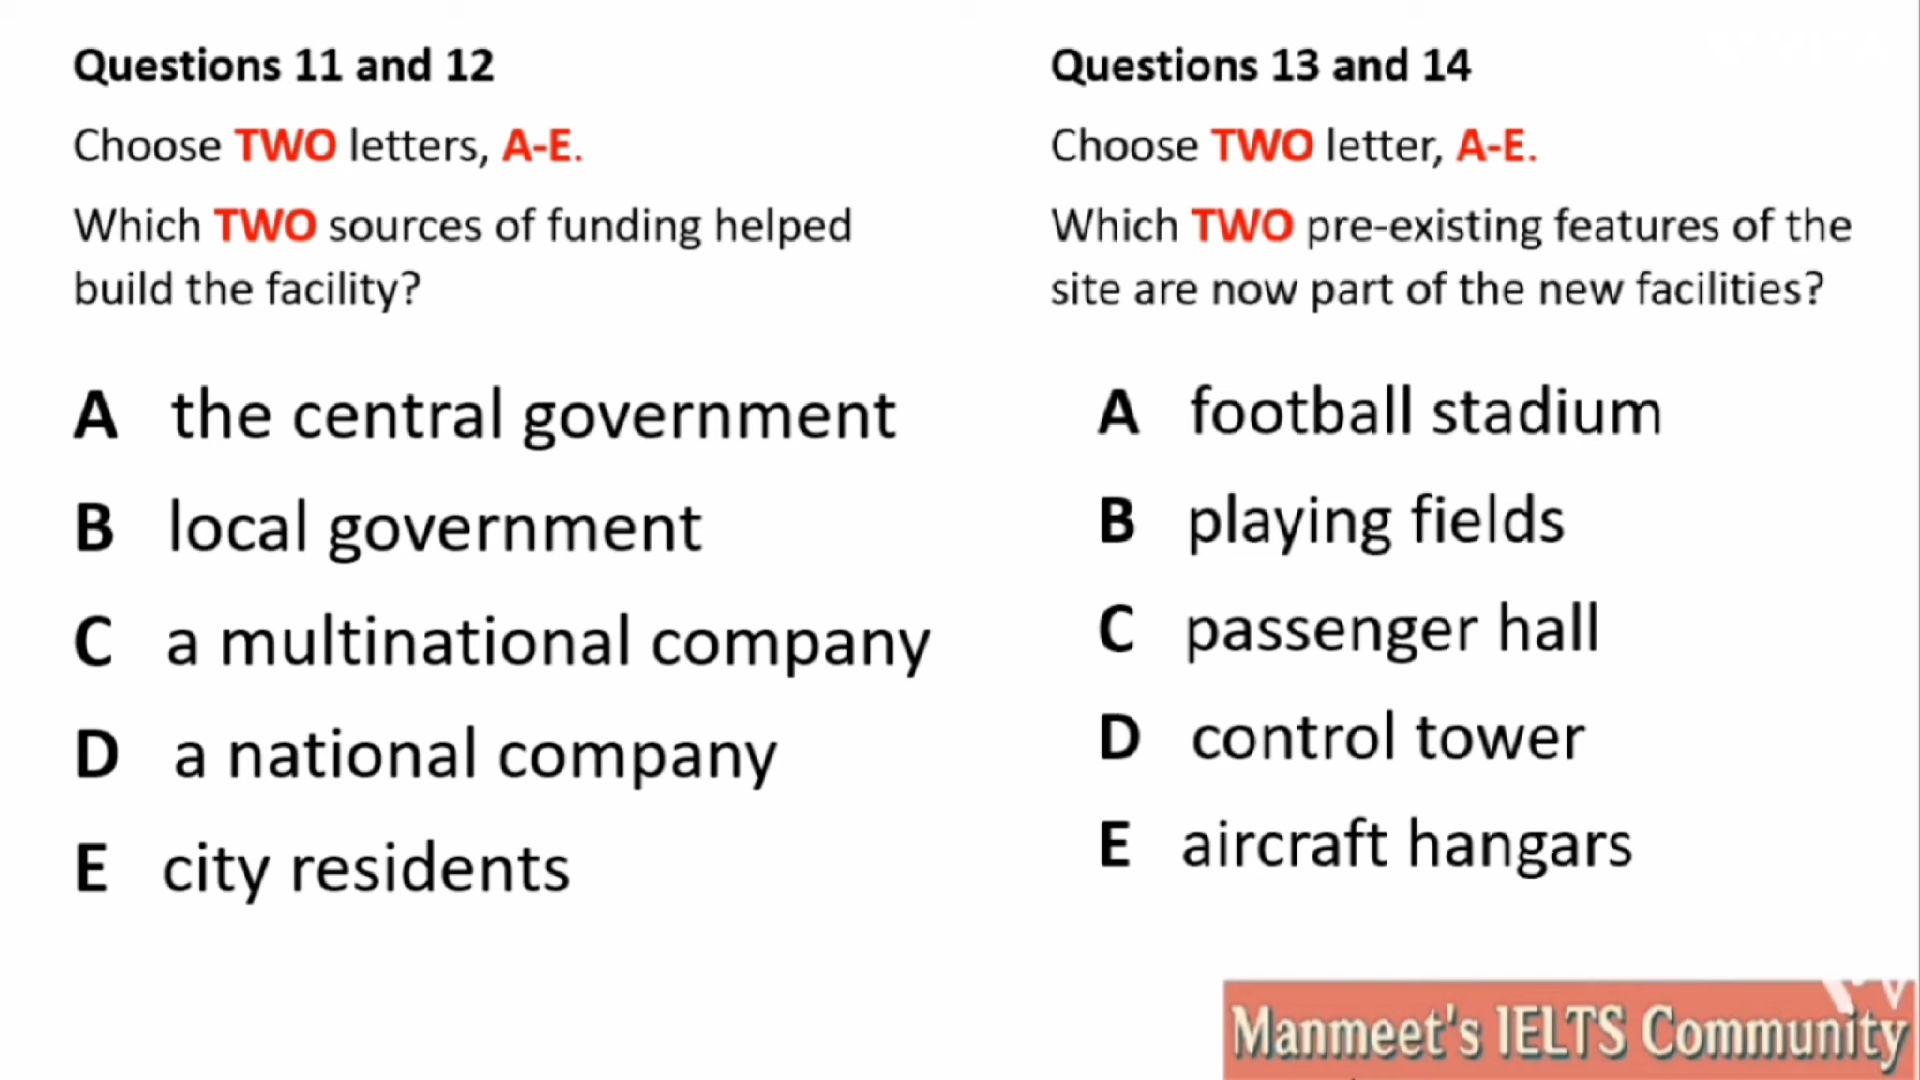 Questions 11 and 12
Choose TWO letters, A-E.
Which TWO sources of funding helped
build the facility?
A the central government
B local government
C a multinational company
D a national company
E city residents
Questions 13 and 14
Choose TWO letter, A-E.
Which TWO pre-existing features of the
site are now part of the new facilities?
A football stadium
B playing fields
C passenger hall
D control tower
E aircraft hangars
Manmeet's IELTS Community